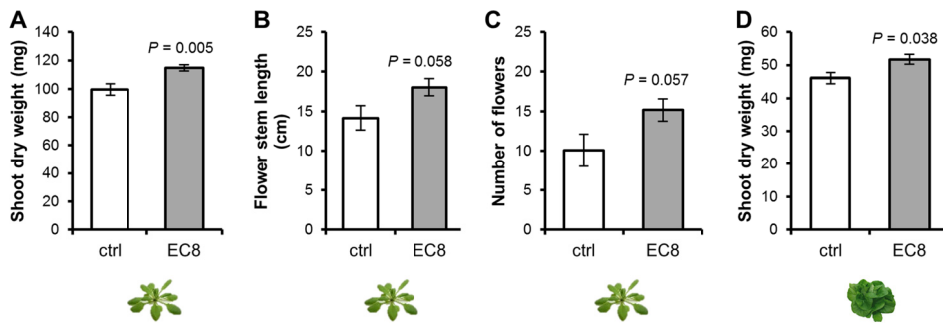 A
Shoot dry weight (mg)
140
120
100
80
60
40
20
0
P = 0.005
ctrl EC8
B
Flower stem length
(cm)
25
20
15
10
5
0
P = 0.058
ctrl EC8
C
Number of flowers
25
20
15
10
5
0
P = 0.057
ctrl EC8
D
Shoot dry weight (mg)
60
50
40
30
20
10
0
P = 0.038
ctrl EC8